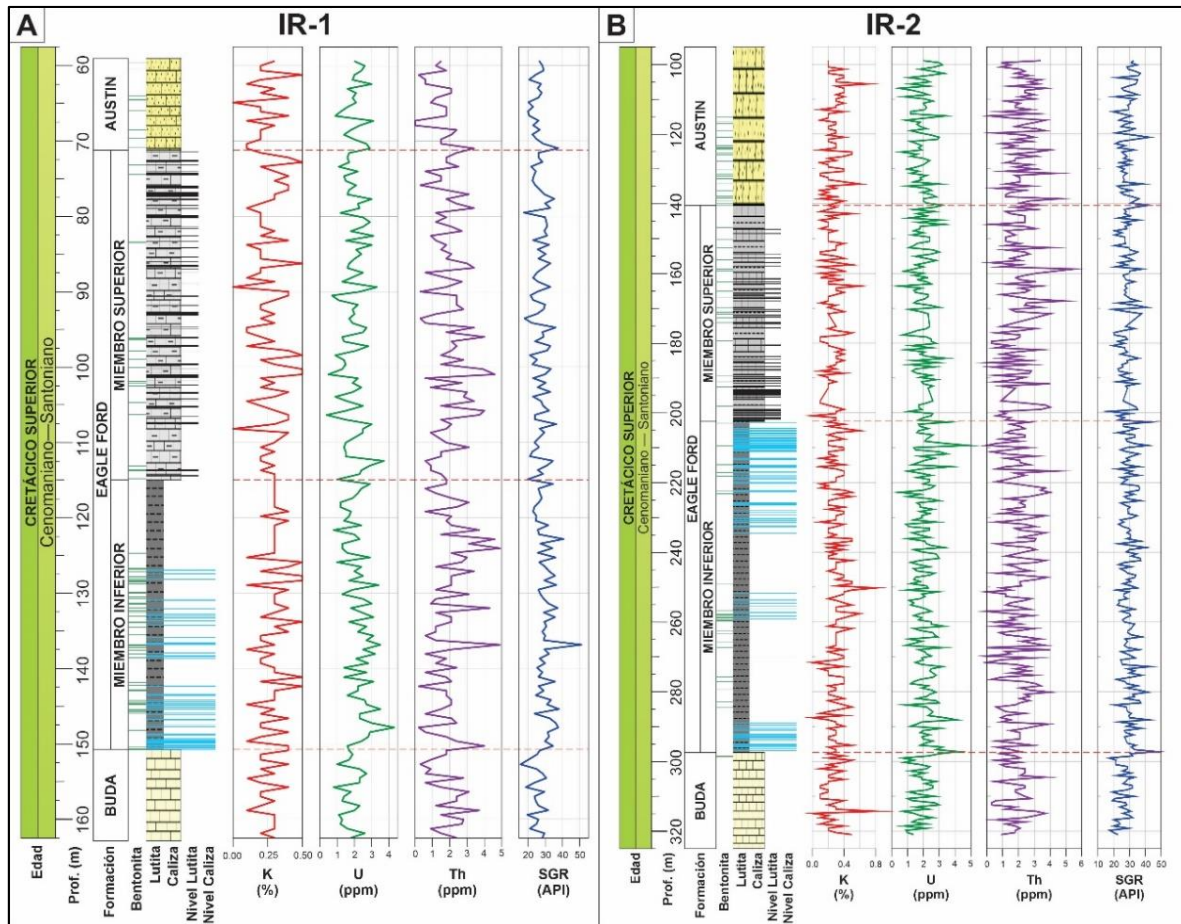 A
IR-1
60
70
80
90
100
110
120
130
140
150
160
CRETÁCICO SUPERIOR
Cenomaniano—Santoniano
AUSTIN
EAGLE FORD
MIEMBRO SUPERIOR
MIEMBRO INFERIOR
BUDA
Edad
Prof. (m)
Formación
Bentonita
Lutita
Caliza
Nivel Lutita
Nivel Caliza
0.00 0.25 0.50
K
(%)
0 1 2 3 4
U
(ppm)
0 1 2 3 4 5
Th
(ppm)
20 30 40 50
SGR
(API)
B
IR-2
100
120
140
160
180
200
220
240
260
280
300
320
CRETÁCICO SUPERIOR
Cenomaniano — Santoniano
AUSTIN
EAGLE FORD
MIEMBRO SUPERIOR
MIEMBRO INFERIOR
BUDA
Edad
Prof. (m)
Formación
Bentonita
Lutita
Caliza
Nivel Lutita
Nivel Caliza
0.0 0.4 0.8
K
(%)
0 1 2 3 4 5
U
(ppm)
0 1 2 3 4 5 6
Th
(ppm)
10 20 30 40 50
SGR
(API)